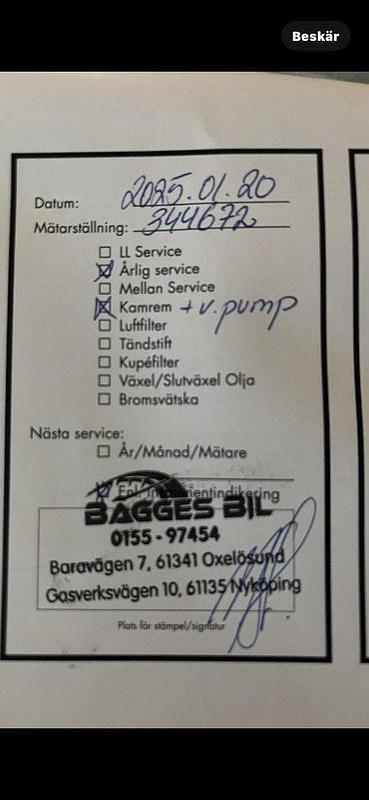 Beskär
Datum: 2025.01.20
Mätarställning: 344672
LL Service
Årlig service
Mellan Service
Kamrem + v.pump
Luftfilter
Tändstift
Kupéfilter
Växel/Slutväxel Olja
Bromsvätska
Nästa service:
År/Månad/Mätare
Enl. Instrumentindikering
BAGGES BIL
0155 - 97454
Baravägen 7, 61341 Oxelösund
Gasverksvägen 10, 61135 Nyköping
Plats för stämpel/signatur